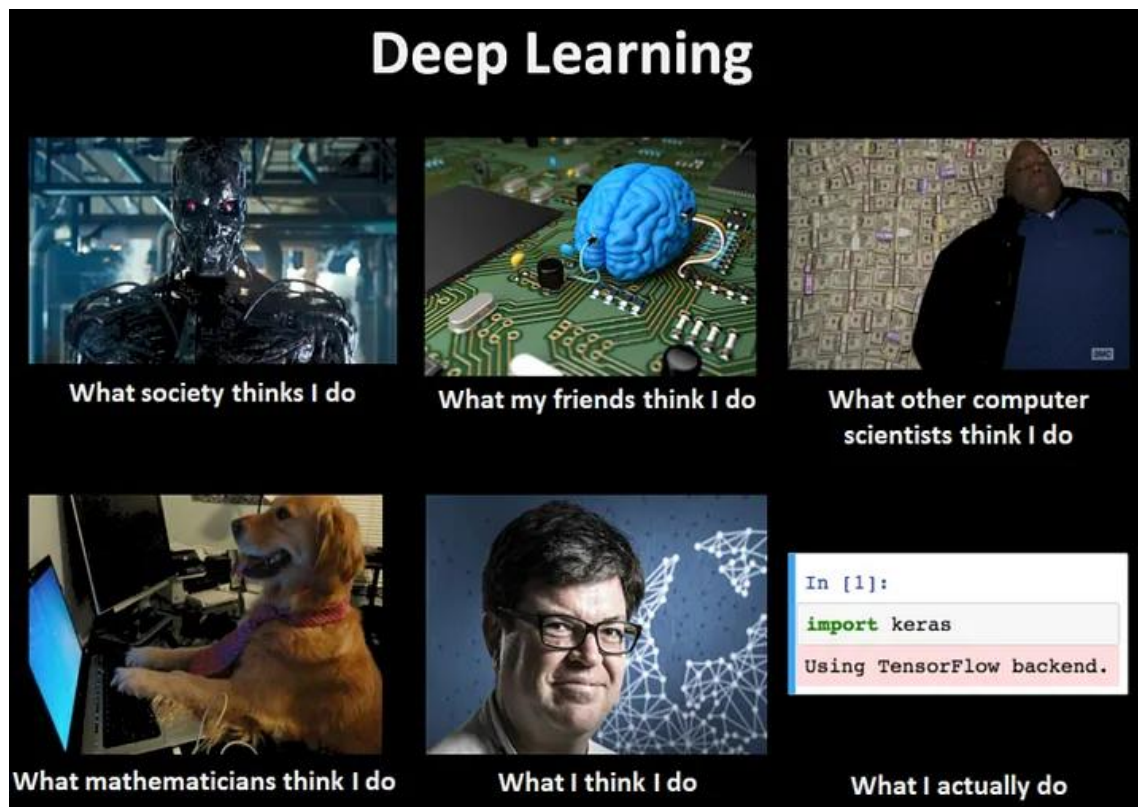 Deep Learning
What society thinks I do
What my friends think I do
What other computer
scientists think I do
AMC
What mathematicians think I do
What I think I do
In [1]:
import keras
Using TensorFlow backend.
What I actually do